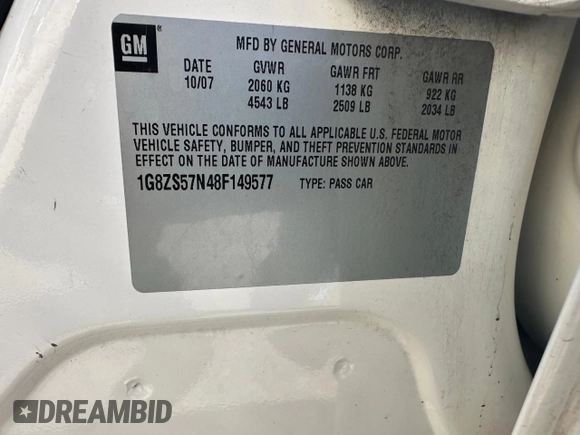 GM
®
MFD BY GENERAL MOTORS CORP.
DATE GVWR GAWR FRT GAWR RR
10/07 2060 KG 1138 KG 922 KG
4543 LB 2509 LB 2034 LB
THIS VEHICLE CONFORMS TO ALL APPLICABLE U.S. FEDERAL MOTOR
VEHICLE SAFETY, BUMPER, AND THEFT PREVENTION STANDARDS IN
EFFECT ON THE DATE OF MANUFACTURE SHOWN ABOVE.
1G8ZS57N48F149577 TYPE: PASS CAR
DREAMBID